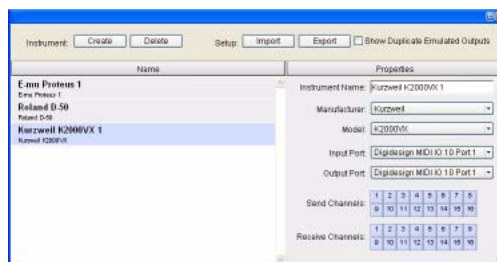 Instrument: Create Delete Setup: Import Export Show Duplicate Emulated Outputs
Name Properties
E-mu Proteus 1
E-mu Proteus 1
Roland D-50
Roland D-50
Kurzweil K2000VX 1
Kurzweil K2000VX
Instrument Name: Kurzweil K2000VX 1
Manufacturer: Kurzweil
Model: K2000VX
Input Port: Digidesign MIDI IO 10 Port 1
Output Port: Digidesign MIDI IO 10 Port 1
Send Channels: 1 2 3 4 5 6 7 8
9 10 11 12 13 14 15 16
Receive Channels: 1 2 3 4 5 6 7 8
9 10 11 12 13 14 15 16